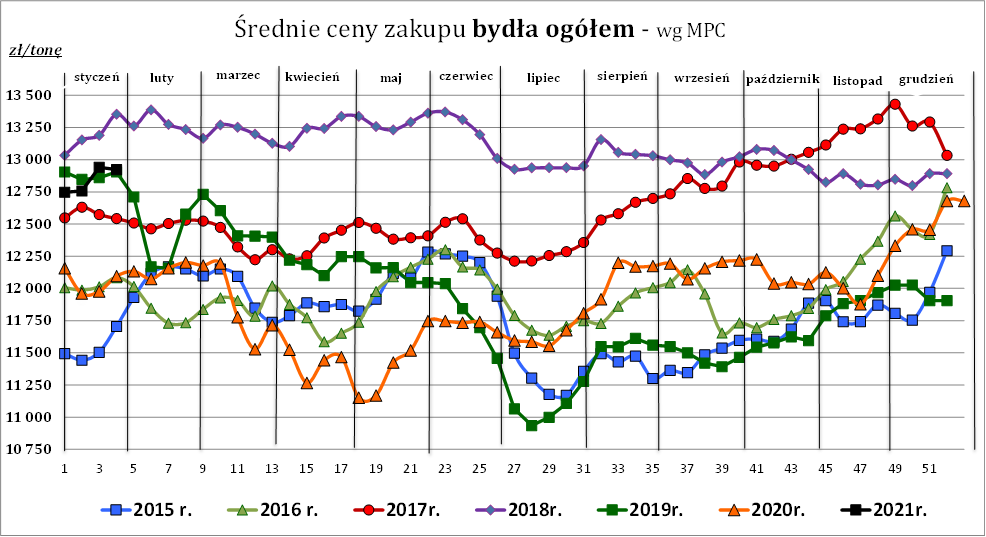 Średnie ceny zakupu bydła ogółem - wg MPC
zł/tonę
styczeń luty marzec kwiecień maj czerwiec lipiec sierpień wrzesień październik listopad grudzień
13 500
13 250
13 000
12 750
12 500
12 250
12 000
11 750
11 500
11 250
11 000
10 750
1 3 5 7 9 11 13 15 17 19 21 23 25 27 29 31 33 35 37 39 41 43 45 47 49 51
2015 r. 2016 r. 2017r. 2018r. 2019r. 2020r. 2021r.